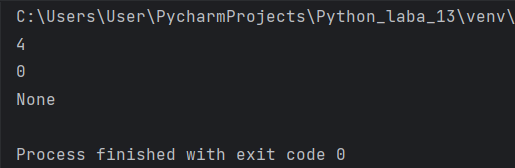 C:\Users\User\PycharmProjects\Python_laba_13\venv\
4
0
None
Process finished with exit code 0